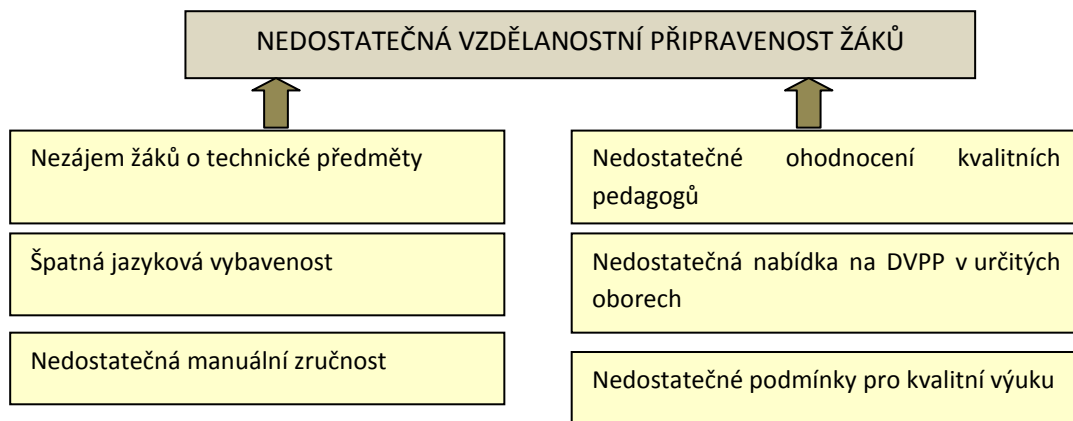 NEDOSTATEČNÁ VZDĚLANOSTNÍ PŘIPRAVENOST ŽÁKŮ
Nezájem žáků o technické předměty
Špatná jazyková vybavenost
Nedostatečná manuální zručnost
Nedostatečné ohodnocení kvalitních
pedagogů
Nedostatečná nabídka na DVPP v určitých
oborech
Nedostatečné podmínky pro kvalitní výuku